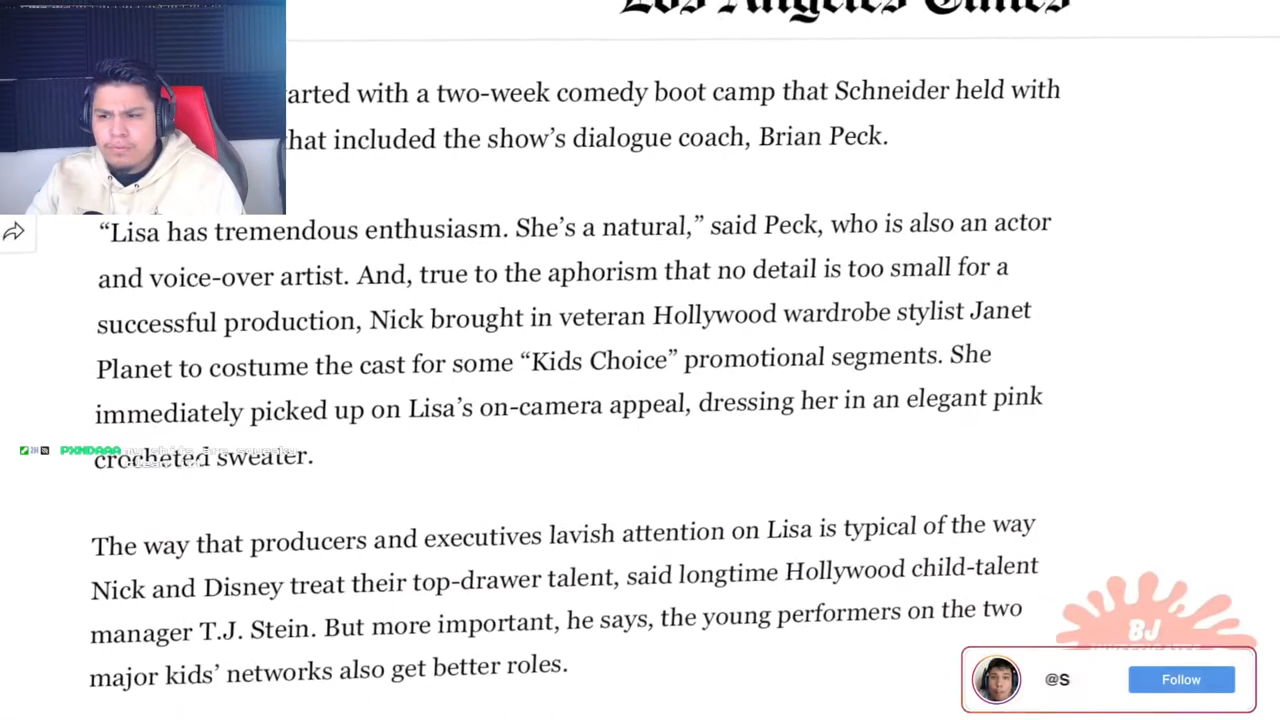 Los Angeles Times
arted with a two-week comedy boot camp that Schneider held with
hat included the show's dialogue coach, Brian Peck.
“Lisa has tremendous enthusiasm. She's a natural,” said Peck, who is also an actor
and voice-over artist. And, true to the aphorism that no detail is too small for a
successful production, Nick brought in veteran Hollywood wardrobe stylist Janet
Planet to costume the cast for some “Kids Choice” promotional segments. She
immediately picked up on Lisa's on-camera appeal, dressing her in an elegant pink
crocheted sweater.
PXNDAAA
The way that producers and executives lavish attention on Lisa is typical of the way
Nick and Disney treat their top-drawer talent, said longtime Hollywood child-talent
manager T.J. Stein. But more important, he says, the young performers on the two
major kids' networks also get better roles.
BJ
@S
Follow